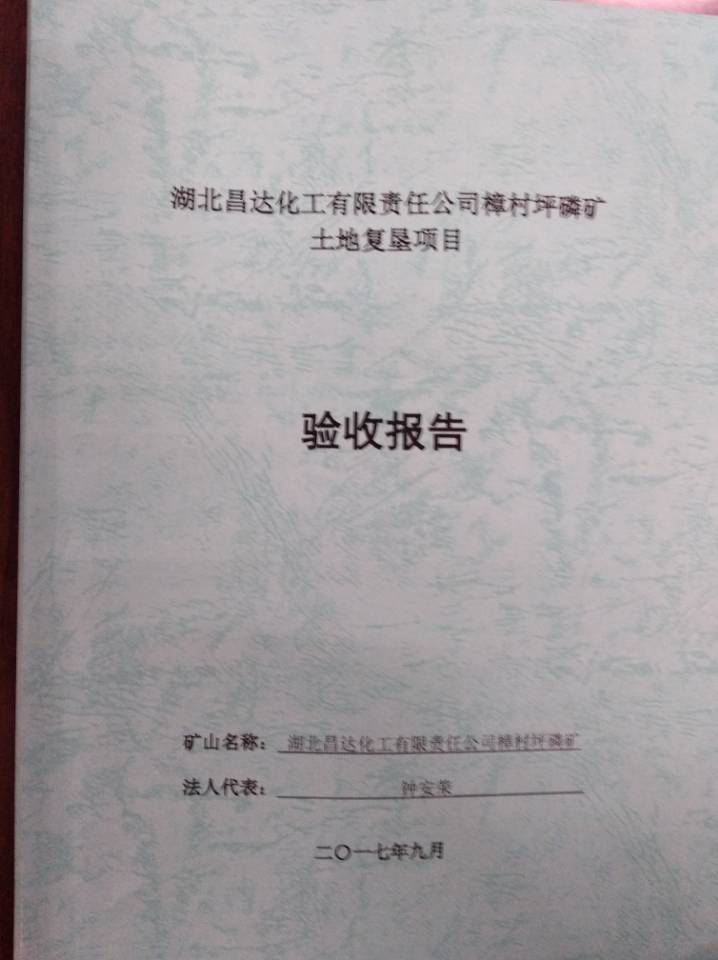 湖北昌达化工有限责任公司樟村坪磷矿
土地复垦项目
验收报告
矿山名称：湖北昌达化工有限责任公司樟村坪磷矿
法人代表：钟安荣
二〇一七年九月